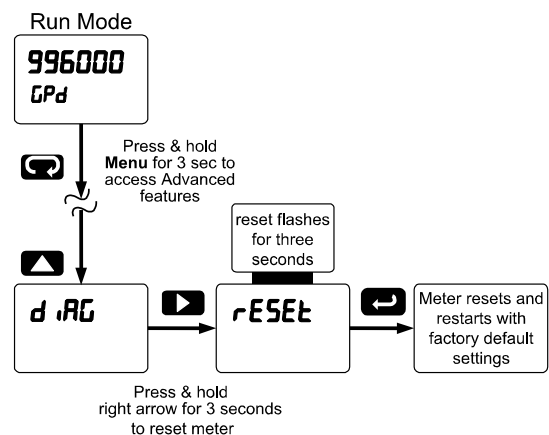 Run Mode
996000
GPd
Press & hold
Menu for 3 sec to
access Advanced
features
reset flashes
for three
seconds
diAG
rESEt
Meter resets and
restarts with
factory default
settings
Press & hold
right arrow for 3 seconds
to reset meter